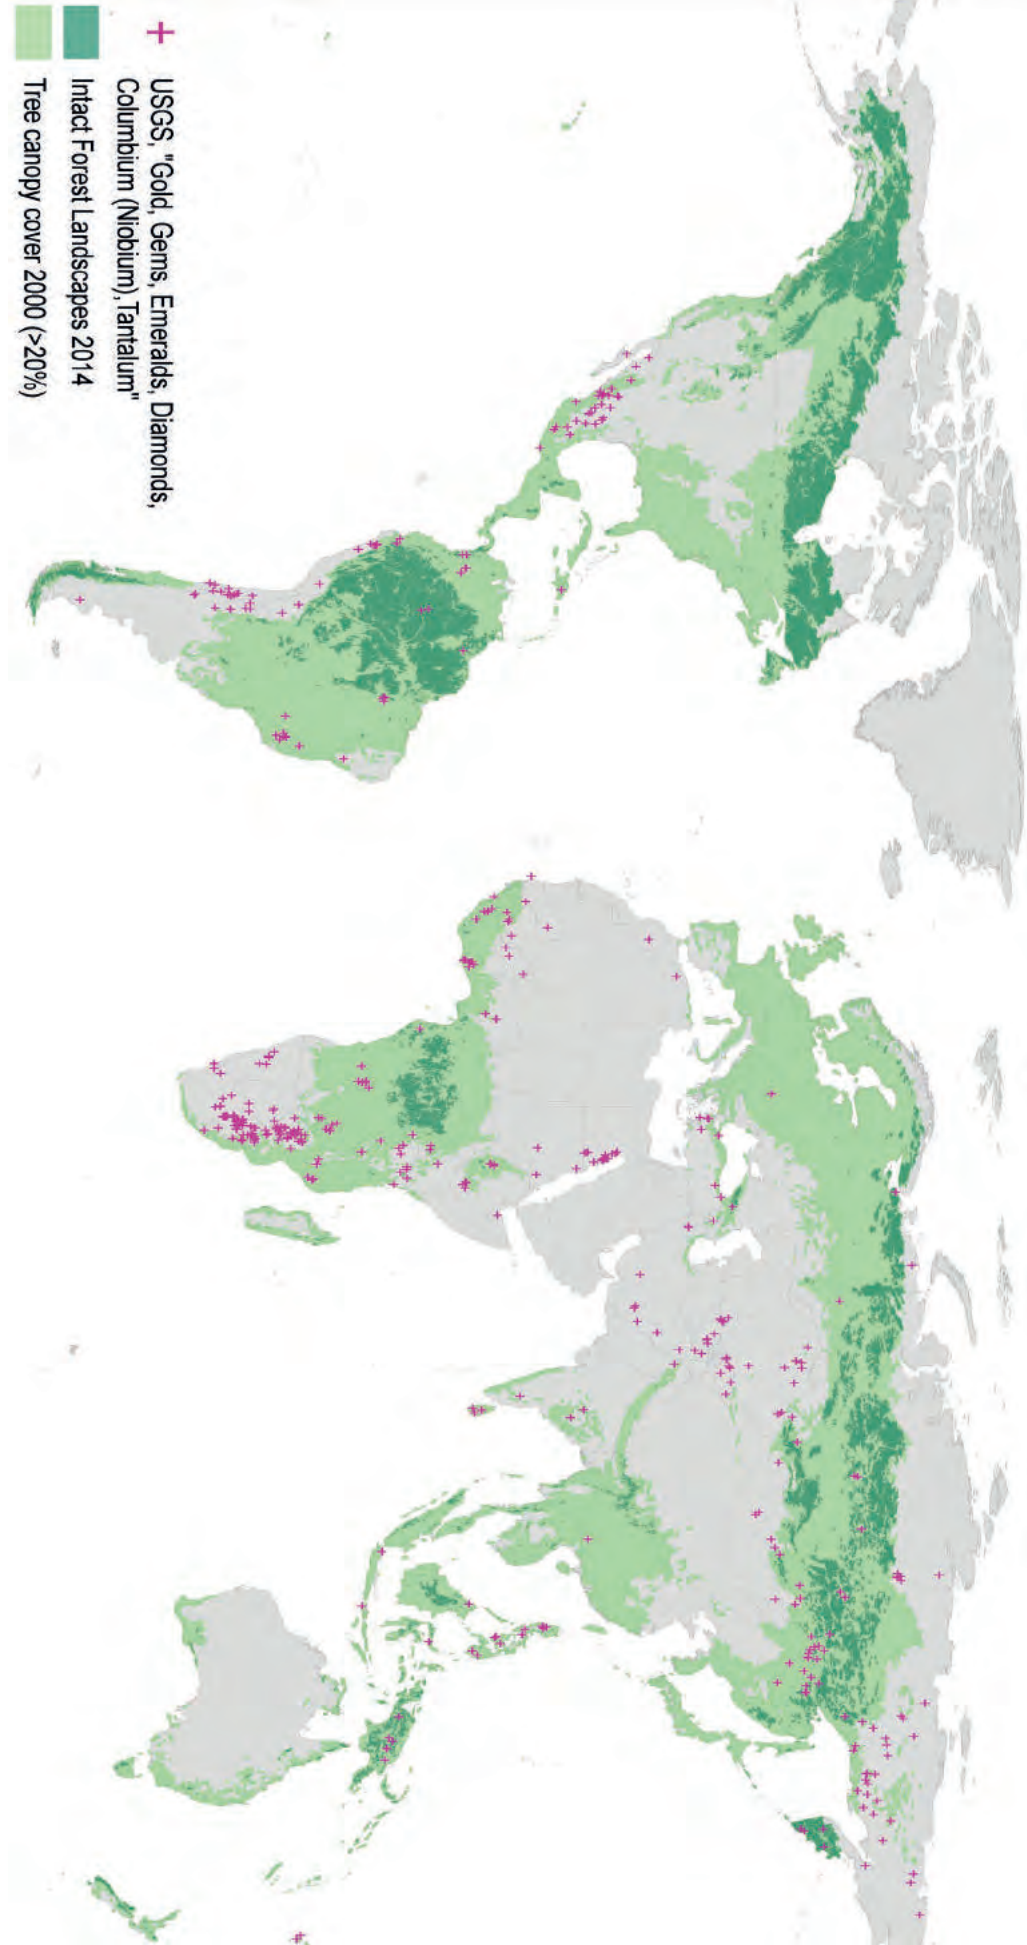 USGS, "Gold, Gems, Emeralds, Diamonds,
Columbium (Niobium),Tantalum"
Intact Forest Landscapes 2014
Tree canopy cover 2000 (>20%)